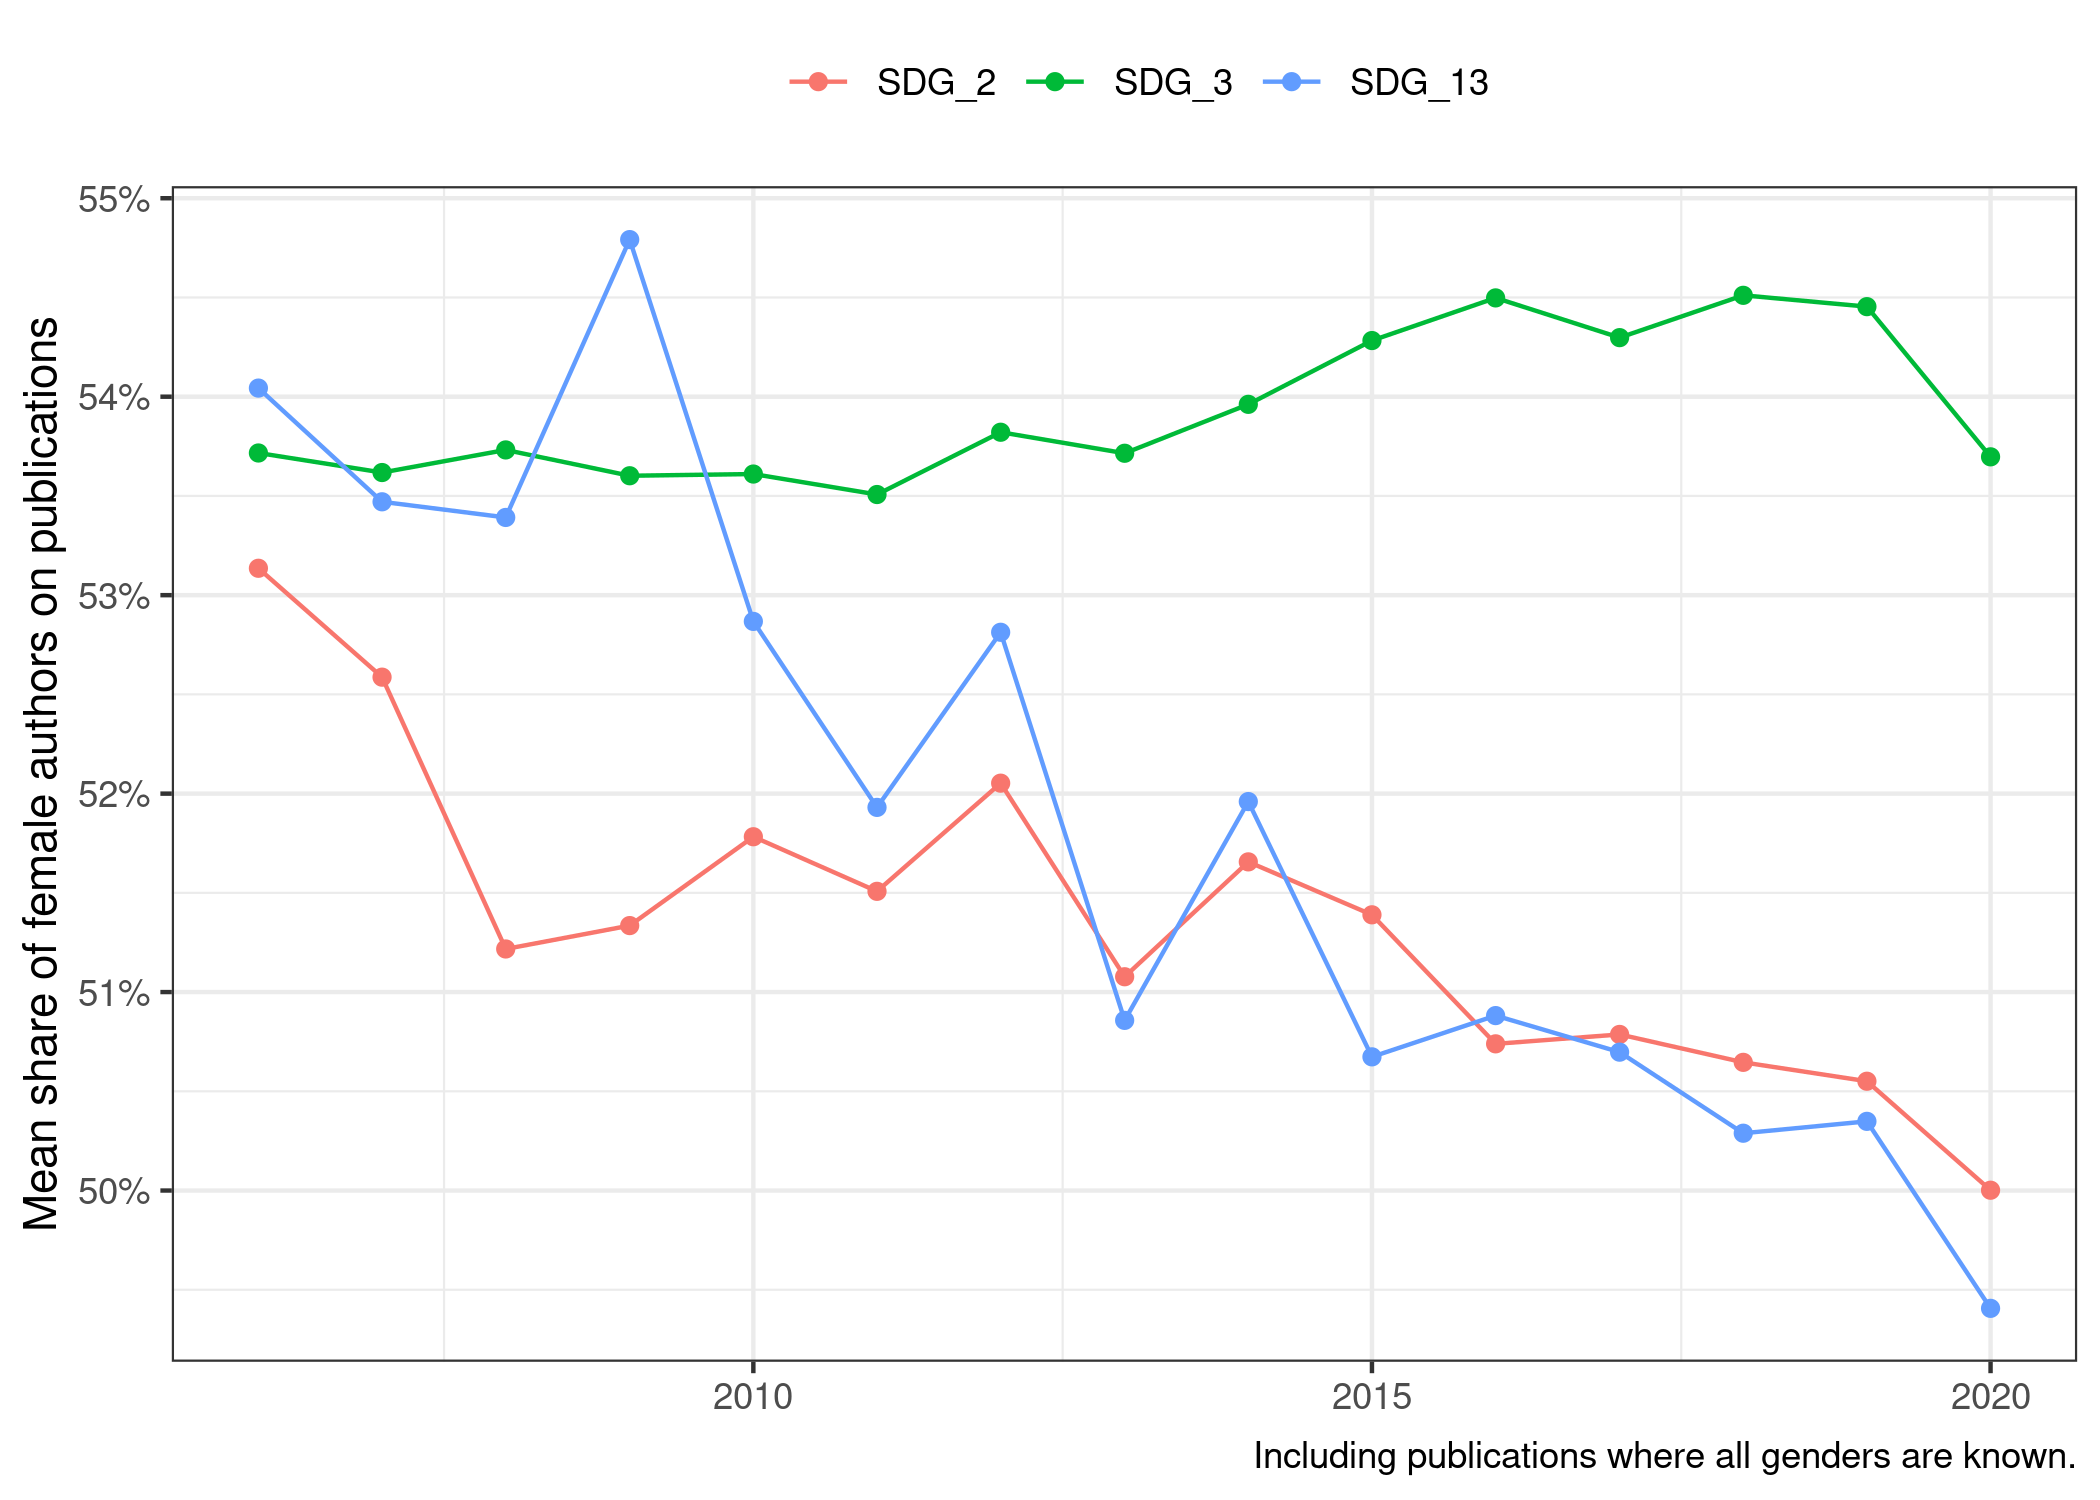 SDG_2 SDG_3 SDG_13
Mean share of female authors on publications
55%
54%
53%
52%
51%
50%
2010 2015 2020
Including publications where all genders are known.